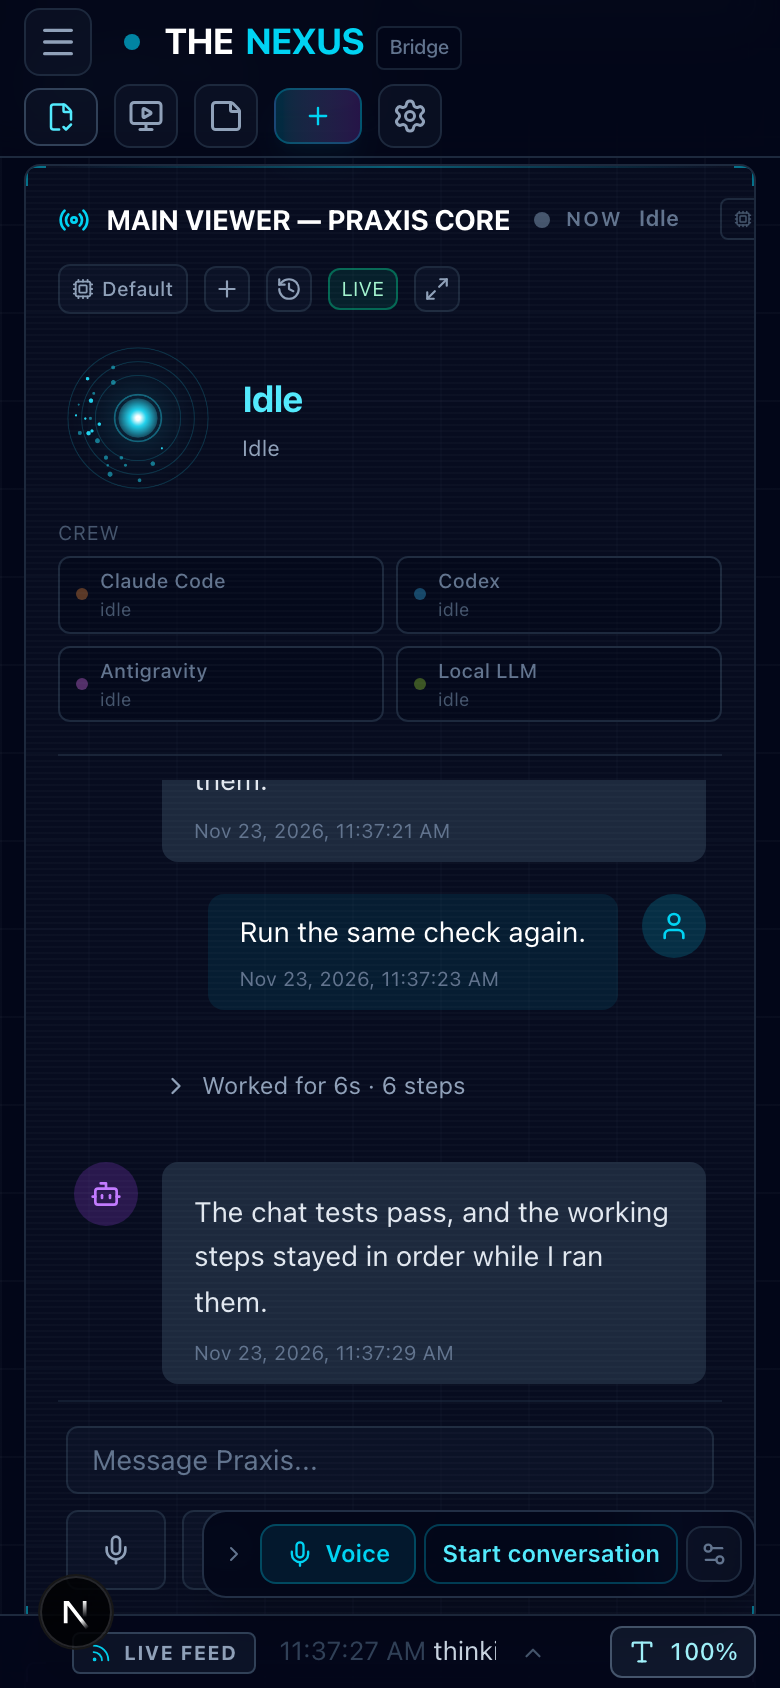 THE NEXUS Bridge
MAIN VIEWER — PRAXIS CORE NOW Idle
Default LIVE
Idle
Idle
CREW
Claude Code
idle
Codex
idle
Antigravity
idle
Local LLM
idle
them.
Nov 23, 2026, 11:37:21 AM
Run the same check again.
Nov 23, 2026, 11:37:23 AM
Worked for 6s · 6 steps
The chat tests pass, and the working
steps stayed in order while I ran
them.
Nov 23, 2026, 11:37:29 AM
Message Praxis...
Voice Start conversation
N
LIVE FEED 11:37:27 AM thinki 100%